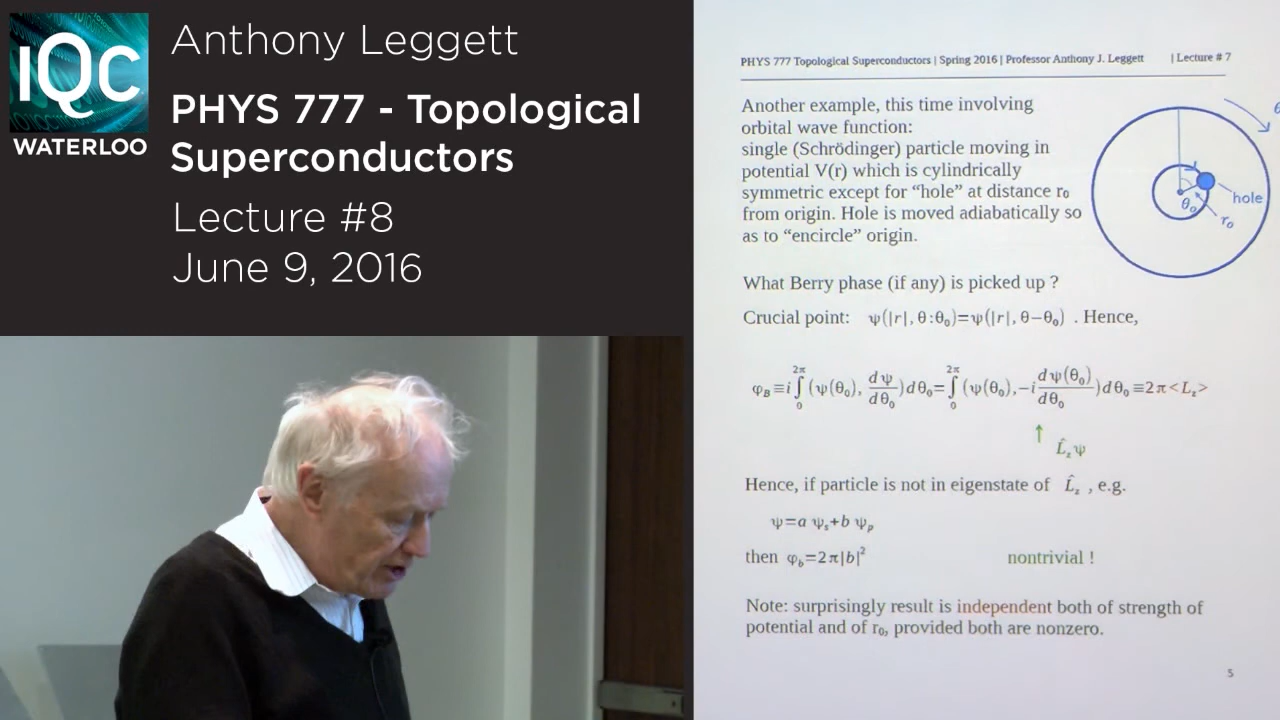 IQC
WATERLOO
Anthony Leggett
PHYS 777 - Topological
Superconductors
Lecture #8
June 9, 2016
PHYS 777 Topological Superconductors | Spring 2016 | Professor Anthony J. Leggett | Lecture # 7
Another example, this time involving
orbital wave function:
single (Schrödinger) particle moving in
potential V(r) which is cylindrically
symmetric except for “hole” at distance r₀
from origin. Hole is moved adiabatically so
as to “encircle” origin.
θ
hole
θ₀
r₀
What Berry phase (if any) is picked up ?
Crucial point: ψ(|r|, θ:θ₀)=ψ(|r|, θ−θ₀) . Hence,
φ_B≡i∫₀^{2π}(ψ(θ₀), dψ/dθ₀)dθ₀=∫₀^{2π}(ψ(θ₀),−i dψ(θ₀)/dθ₀)dθ₀≡2π<L_z>
↑ L̂_zψ
Hence, if particle is not in eigenstate of L̂_z , e.g.
ψ=a ψ_s+b ψ_p
then φ_b=2π|b|² nontrivial !
Note: surprisingly result is independent both of strength of
potential and of r₀, provided both are nonzero.
5